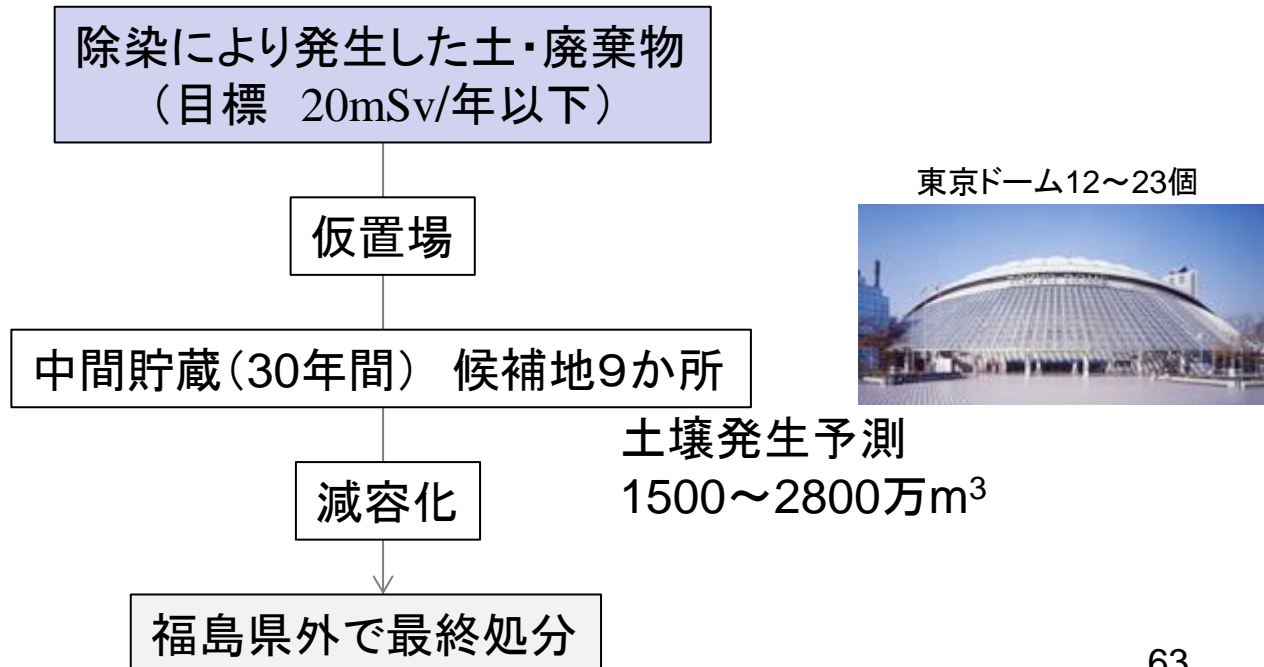 除染により発生した土・廃棄物
（目標　20mSv/年以下）
仮置場
東京ドーム12～23個
中間貯蔵（30年間）　候補地９か所
土壌発生予測
1500～2800万m³
減容化
福島県外で最終処分
63